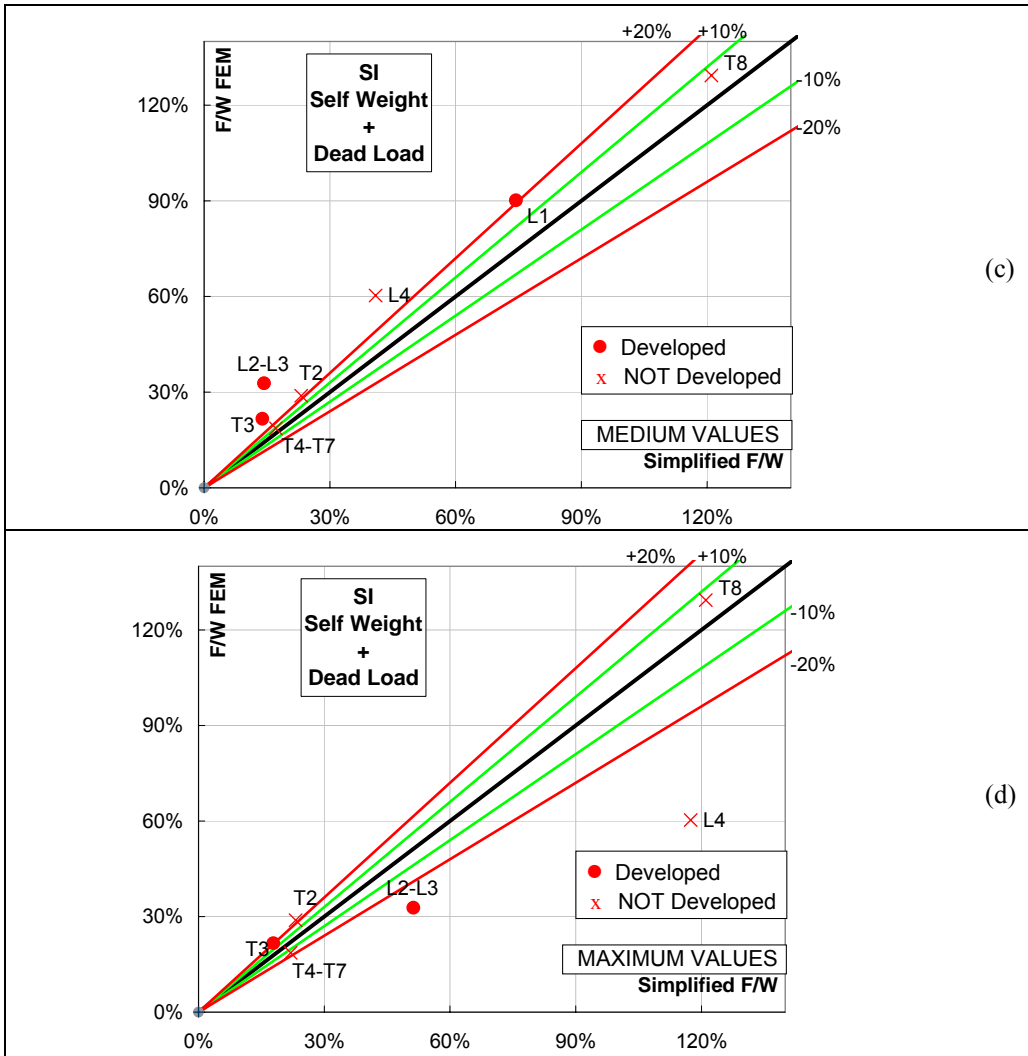 +20%
+10%
F/W FEM
SI
Self Weight
+
Dead Load
T8
-10%
120%
-20%
90%
L1
(c)
60%
L4
L2-L3
T2
● Developed
x NOT Developed
30%
T3
T4-T7
MEDIUM VALUES
Simplified F/W
0%
0% 30% 60% 90% 120%
+20%
+10%
F/W FEM
SI
Self Weight
+
Dead Load
T8
-10%
120%
-20%
90%
(d)
60%
L4
● Developed
x NOT Developed
L2-L3
T2
30%
T3
T4-T7
MAXIMUM VALUES
Simplified F/W
0%
0% 30% 60% 90% 120%